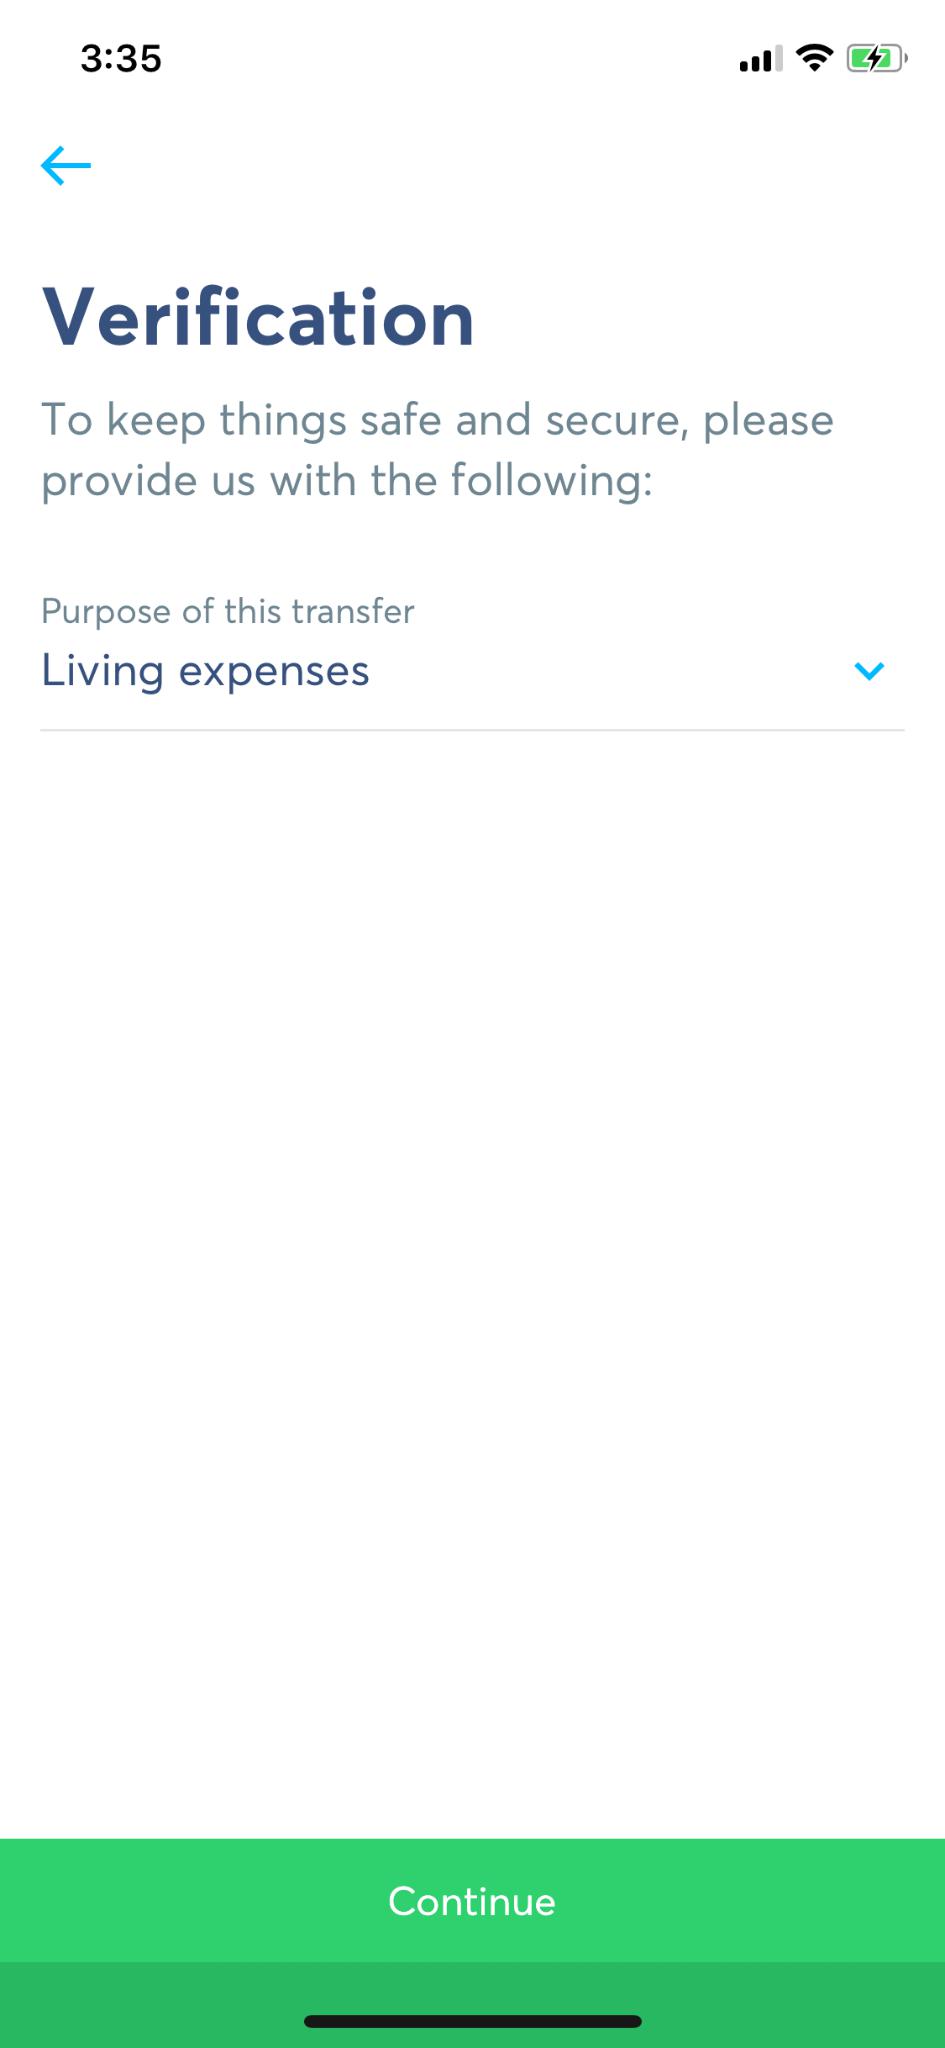 3:35
Verification
To keep things safe and secure, please
provide us with the following:
Purpose of this transfer
Living expenses
Continue